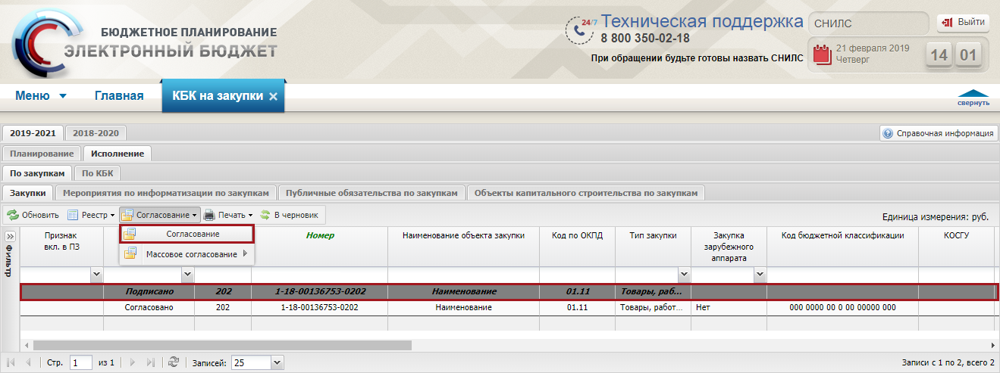 БЮДЖЕТНОЕ ПЛАНИРОВАНИЕ
ЭЛЕКТРОННЫЙ БЮДЖЕТ
24/7 Техническая поддержка
8 800 350-02-18
При обращении будьте готовы назвать СНИЛС
СНИЛС
Выйти
21 февраля 2019
Четверг
14 01
Меню Главная КБК на закупки
свернуть
2019-2021 2018-2020
Справочная информация
Планирование Исполнение
По закупкам По КБК
Закупки Мероприятия по информатизации по закупкам Публичные обязательства по закупкам Объекты капитального строительства по закупкам
Обновить Реестр Согласование Печать В черновик
Единица измерения: руб.
Согласование
Массовое согласование
Фильтр
Признак вкл. в ПЗ
Номер
Наименование объекта закупки
Код по ОКПД
Тип закупки
Закупка зарубежного аппарата
Код бюджетной классификации
КОСГУ
Подписано 202 1-18-00136753-0202 Наименование 01.11 Товары, раб...
Согласовано 202 1-18-00136753-0202 Наименование 01.11 Товары, работ... Нет 000 0000 00 0 00 00000 000
Стр. 1 из 1 Записей: 25
Записи с 1 по 2, всего 2